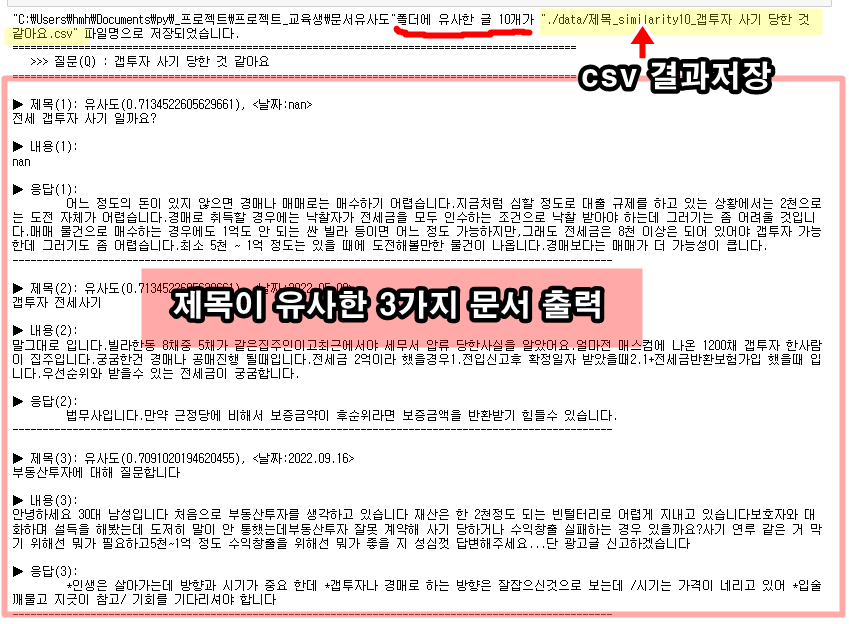 "C:\Users\hmh\Documents\py\_프로젝트\프로젝트_교육생\문서유사도"폴더에 유사한 글 10개가 "./data/제목_similarity10_갭투자 사기 당한 것
같아요.csv" 파일명으로 저장되었습니다.
================================================================================
>>> 질문(Q) : 갭투자 사기 당한 것 같아요
================================================================================
csv 결과저장
▶ 제목(1): 유사도(0.7134522605629661), <날짜:nan>
전세 갭투자 사기 일까요?
▶ 내용(1):
nan
▶ 응답(1):
어느 정도의 돈이 있지 않으면 경매나 매매로는 매수하기 어렵습니다.지금처럼 심할 정도로 대출 규제를 하고 있는 상황에서는 2천으로
는 도전 자체가 어렵습니다.경매로 취득할 경우에는 낙찰자가 전세금을 모두 인수하는 조건으로 낙찰 받아야 하는데 그러기는 좀 어려울 것입니
다.매매 물건으로 매수하는 경우에도 1억도 안 되는 싼 빌라 등이면 어느 정도 가능하지만,그래도 전세금은 8천 이상은 되어 있어야 갭투자 가능
한데 그러기도 좀 어렵습니다.최소 5천 ~ 1억 정도는 있을 때에 도전해볼만한 물건이 나옵니다.경매보다는 매매가 더 가능성이 큽니다.
--------------------------------------------------------------------------------
▶ 제목(2): 유사도(0.7134522605629661), <날짜:2022.05.09>
갭투자 전세사기
제목이 유사한 3가지 문서 출력
▶ 내용(2):
말그대로 입니다.빌라한동 8채중 5채가 같은집주인이고최근에서야 세무서 압류 당한사실을 알았어요.얼마전 매스컴에 나온 1200채 갭투자 한사람
이 집주인니다.궁굼한건 경매나 공매진행 될때입니다.전세금 2억이라 했을경우1.전입신고후 확정일자 받았을때2.1+전세금반환보험가입 했을때 입
니다.우선순위와 받을수 있는 전세금이 궁굼합니다.
▶ 응답(2):
법무사입니다.만약 근정당에 비해서 보증금약이 후순위라면 보증금액을 반환받기 힘들수 있습니다.
--------------------------------------------------------------------------------
▶ 제목(3): 유사도(0.7091020194620455), <날짜:2022.09.16>
부동산투자에 대해 질문합니다
▶ 내용(3):
안녕하세요 30대 남성입니다 처음으로 부동산투자를 생각하고 있습니다 재산은 한 2천정도 되는 빈털터리로 어렵게 지내고 있습니다보호자와 대
화하며 설득을 해봤는데 도저히 말이 안 통했는데부동산투자 잘못 계약해 사기 당하거나 수익창출 실패하는 경우 있을까요?사기 연루 같은 거 막
기 위해선 뭐가 필요하고5천~1억 정도 수익창출을 위해선 뭐가 좋을 지 성심껏 답변해주세요...단 광고글 신고하겠습니다
▶ 응답(3):
*인생은 살아가는데 방향과 시기가 중요 한데 *갭투자나 경매로 하는 방향은 잘잡으신것으로 보는데 /시기는 가격이 네리고 있어 *입술
깨물고 지긋이 참고/ 기회를 기다리셔야 합니다
--------------------------------------------------------------------------------